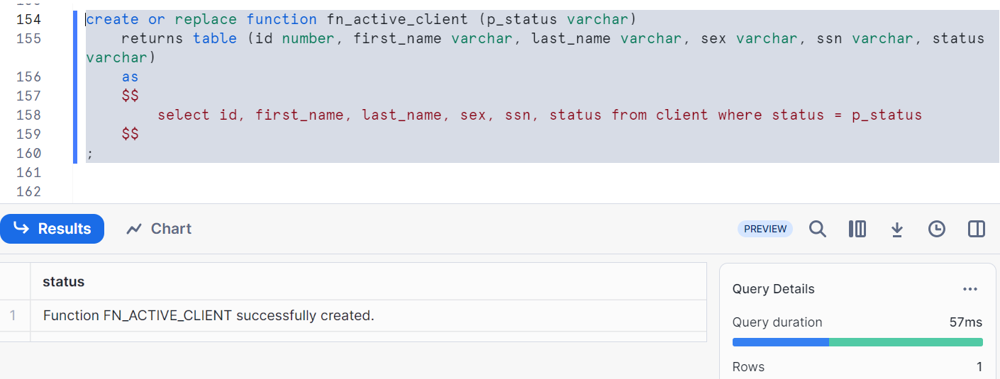 154 create or replace function fn_active_client (p_status varchar)
155 returns table (id number, first_name varchar, last_name varchar, sex varchar, ssn varchar, status
varchar)
156 as
157 $$
158 select id, first_name, last_name, sex, ssn, status from client where status = p_status
159 $$
160 ;
161
162
Results Chart PREVIEW
status
1 Function FN_ACTIVE_CLIENT successfully created.
Query Details ...
Query duration 57ms
Rows 1